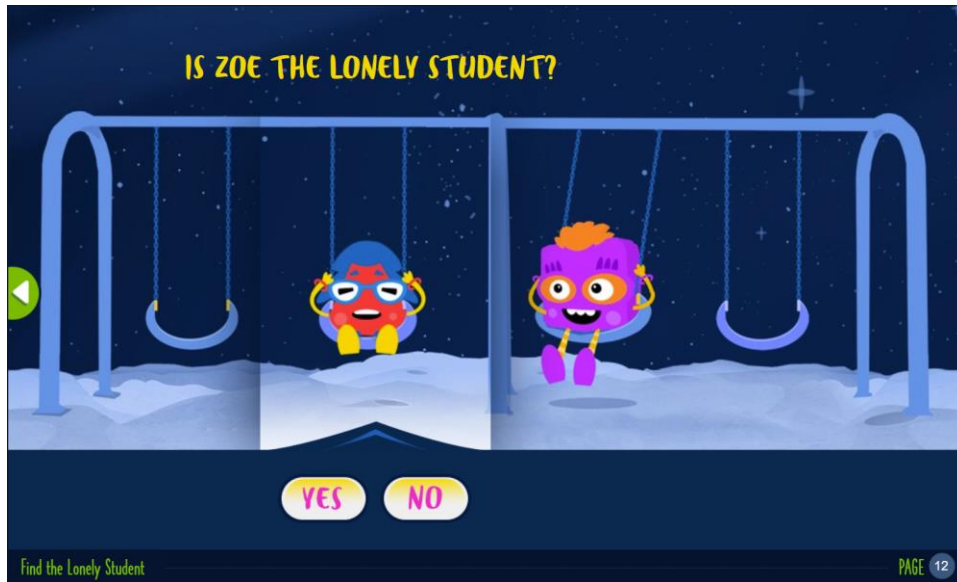 IS ZOE THE LONELY STUDENT?
YES NO
Find the Lonely Student PAGE 12